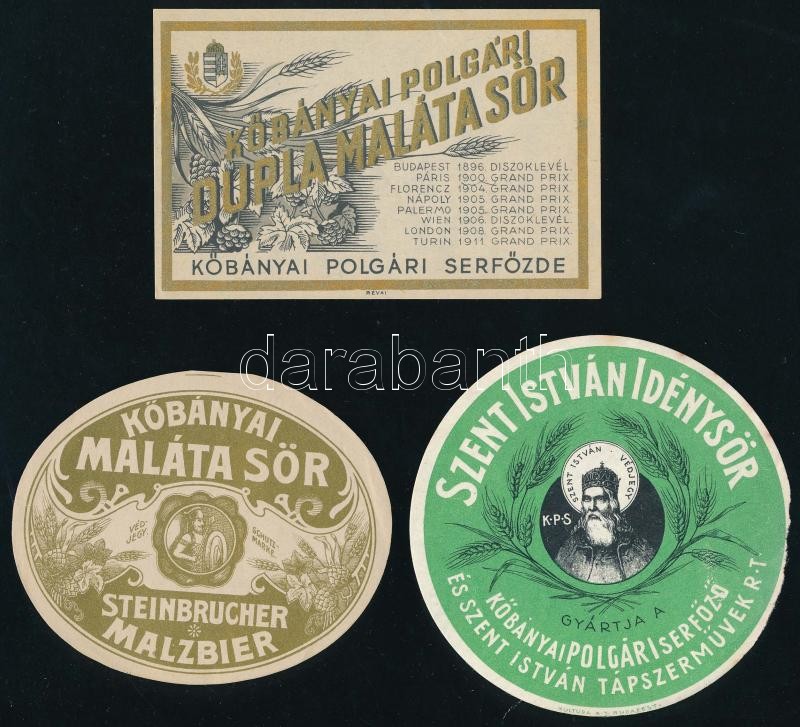 KŐBÁNYAI POLGÁRI
DUPLA MALÁTA SÖR
BUDAPEST 1896. DISZOKLEVÉL.
PÁRIS 1900. GRAND PRIX.
FLORENCZ 1904. GRAND PRIX.
NÁPOLY 1905. GRAND PRIX.
PALERMO 1905. GRAND PRIX.
WIEN 1906. DISZOKLEVÉL.
LONDON 1908. GRAND PRIX.
TURIN 1911. GRAND PRIX.
KŐBÁNYAI POLGÁRI SERFŐZDE
RÉVAI
darabanth
KŐBÁNYAI
MALÁTA SÖR
VÉD-
JEGY.
SCHUTZ-
MARKE.
STEINBRUCHER
MALZBIER
SZENT ISTVÁN IDÉNYSÖR
SZENT ISTVÁN VÉDJEGY
K.P.S
GYÁRTJA A
KŐBÁNYAI POLGÁRI SERFŐZŐ
ÉS SZENT ISTVÁN TÁPSZERMŰVEK R.T.